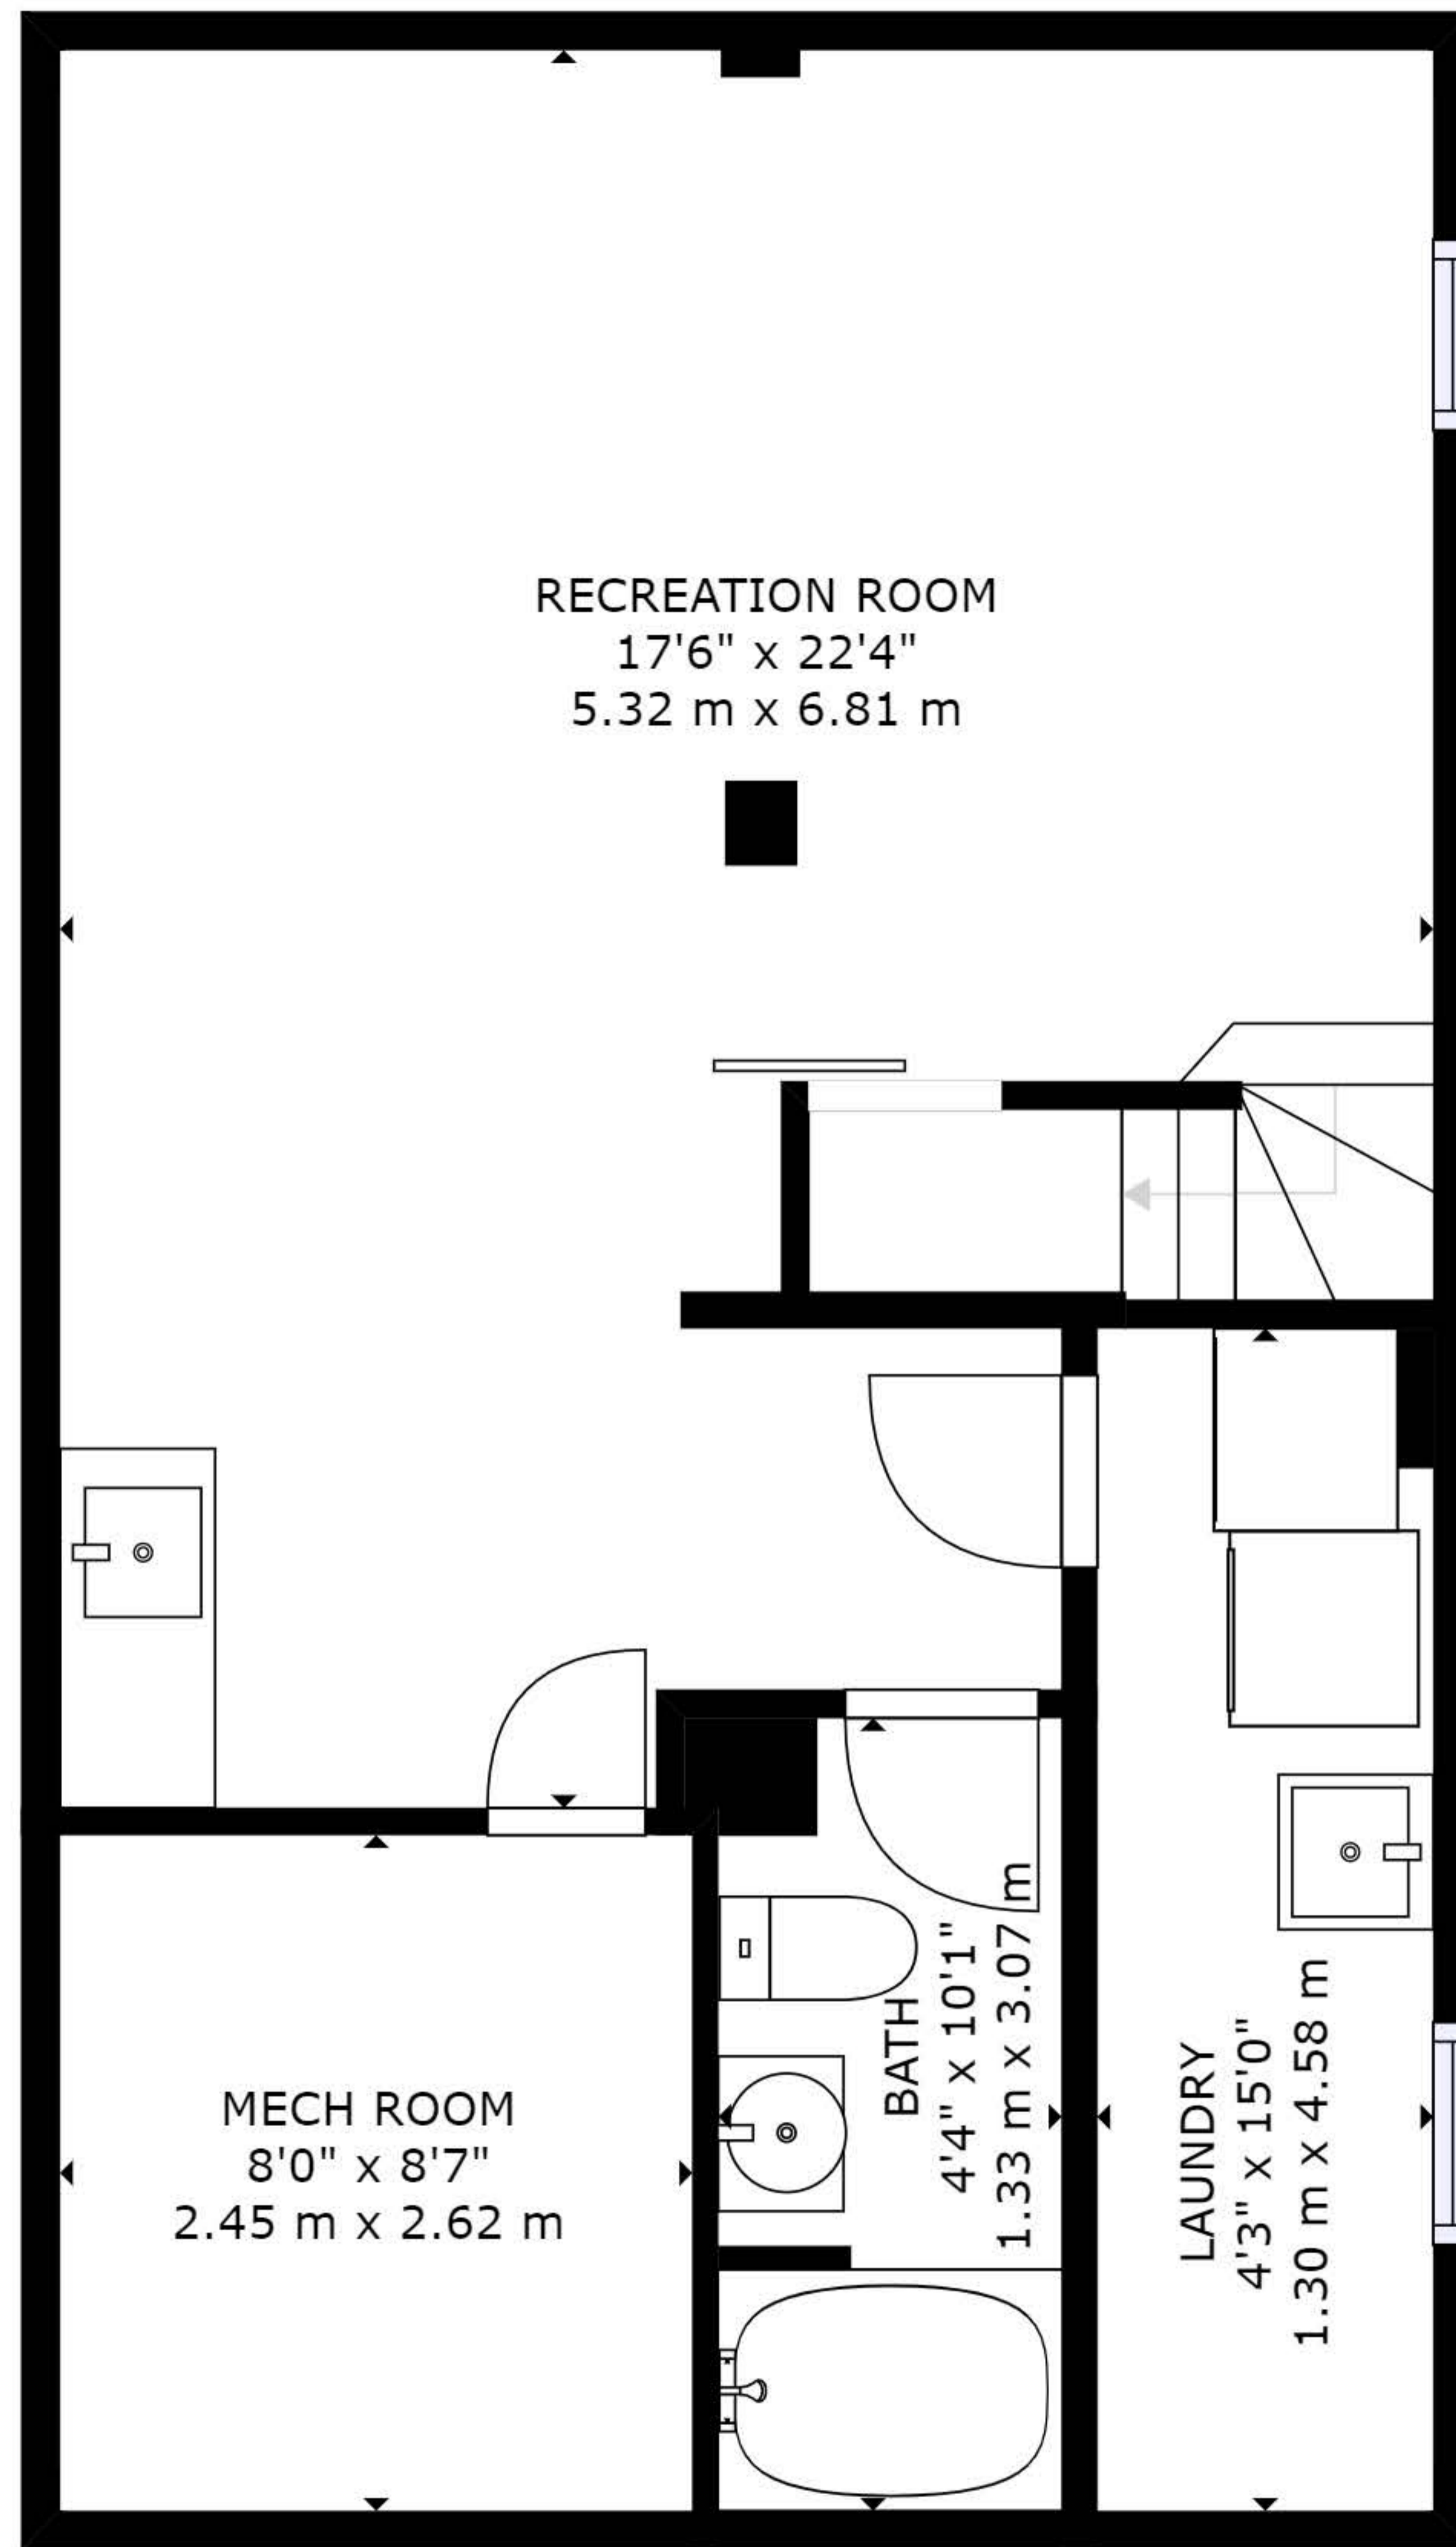 RECREATION ROOM
17'6" x 22'4"
5.32 m x 6.81 m
MECH ROOM
8'0" x 8'7"
2.45 m x 2.62 m
BATH
4'4" x 10'1"
1.33 m x 3.07 m
LAUNDRY
4'3" x 15'0"
1.30 m x 4.58 m